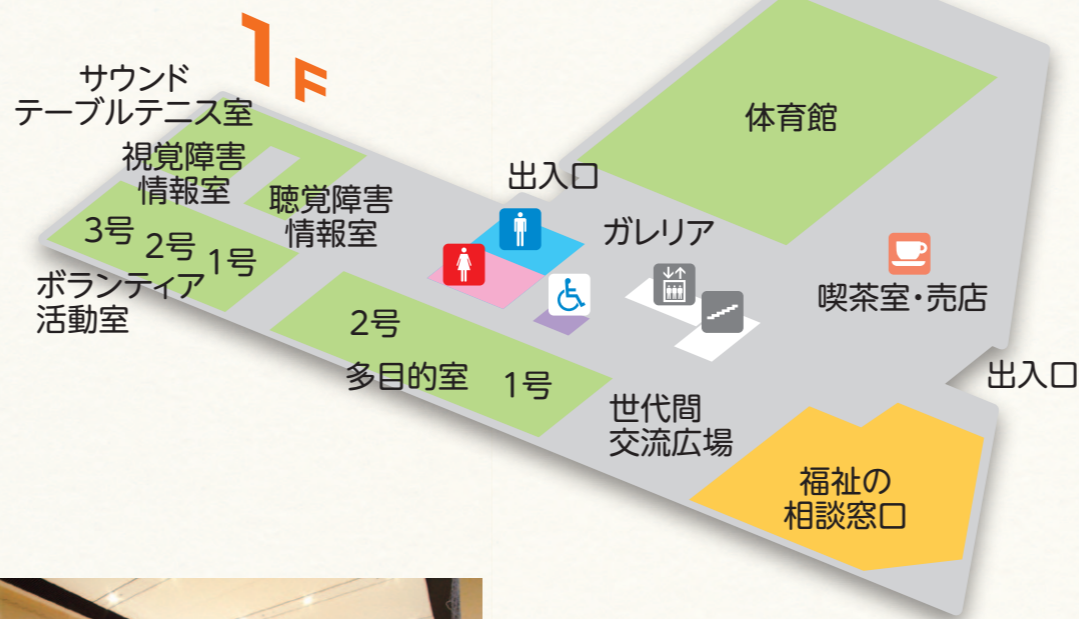 1F
サウンド
テーブルテニス室
視覚障害
情報室
聴覚障害
情報室
3号
2号
1号
ボランティア
活動室
出入口
ガレリア
体育館
喫茶室・売店
出入口
2号
多目的室
1号
世代間
交流広場
福祉の
相談窓口